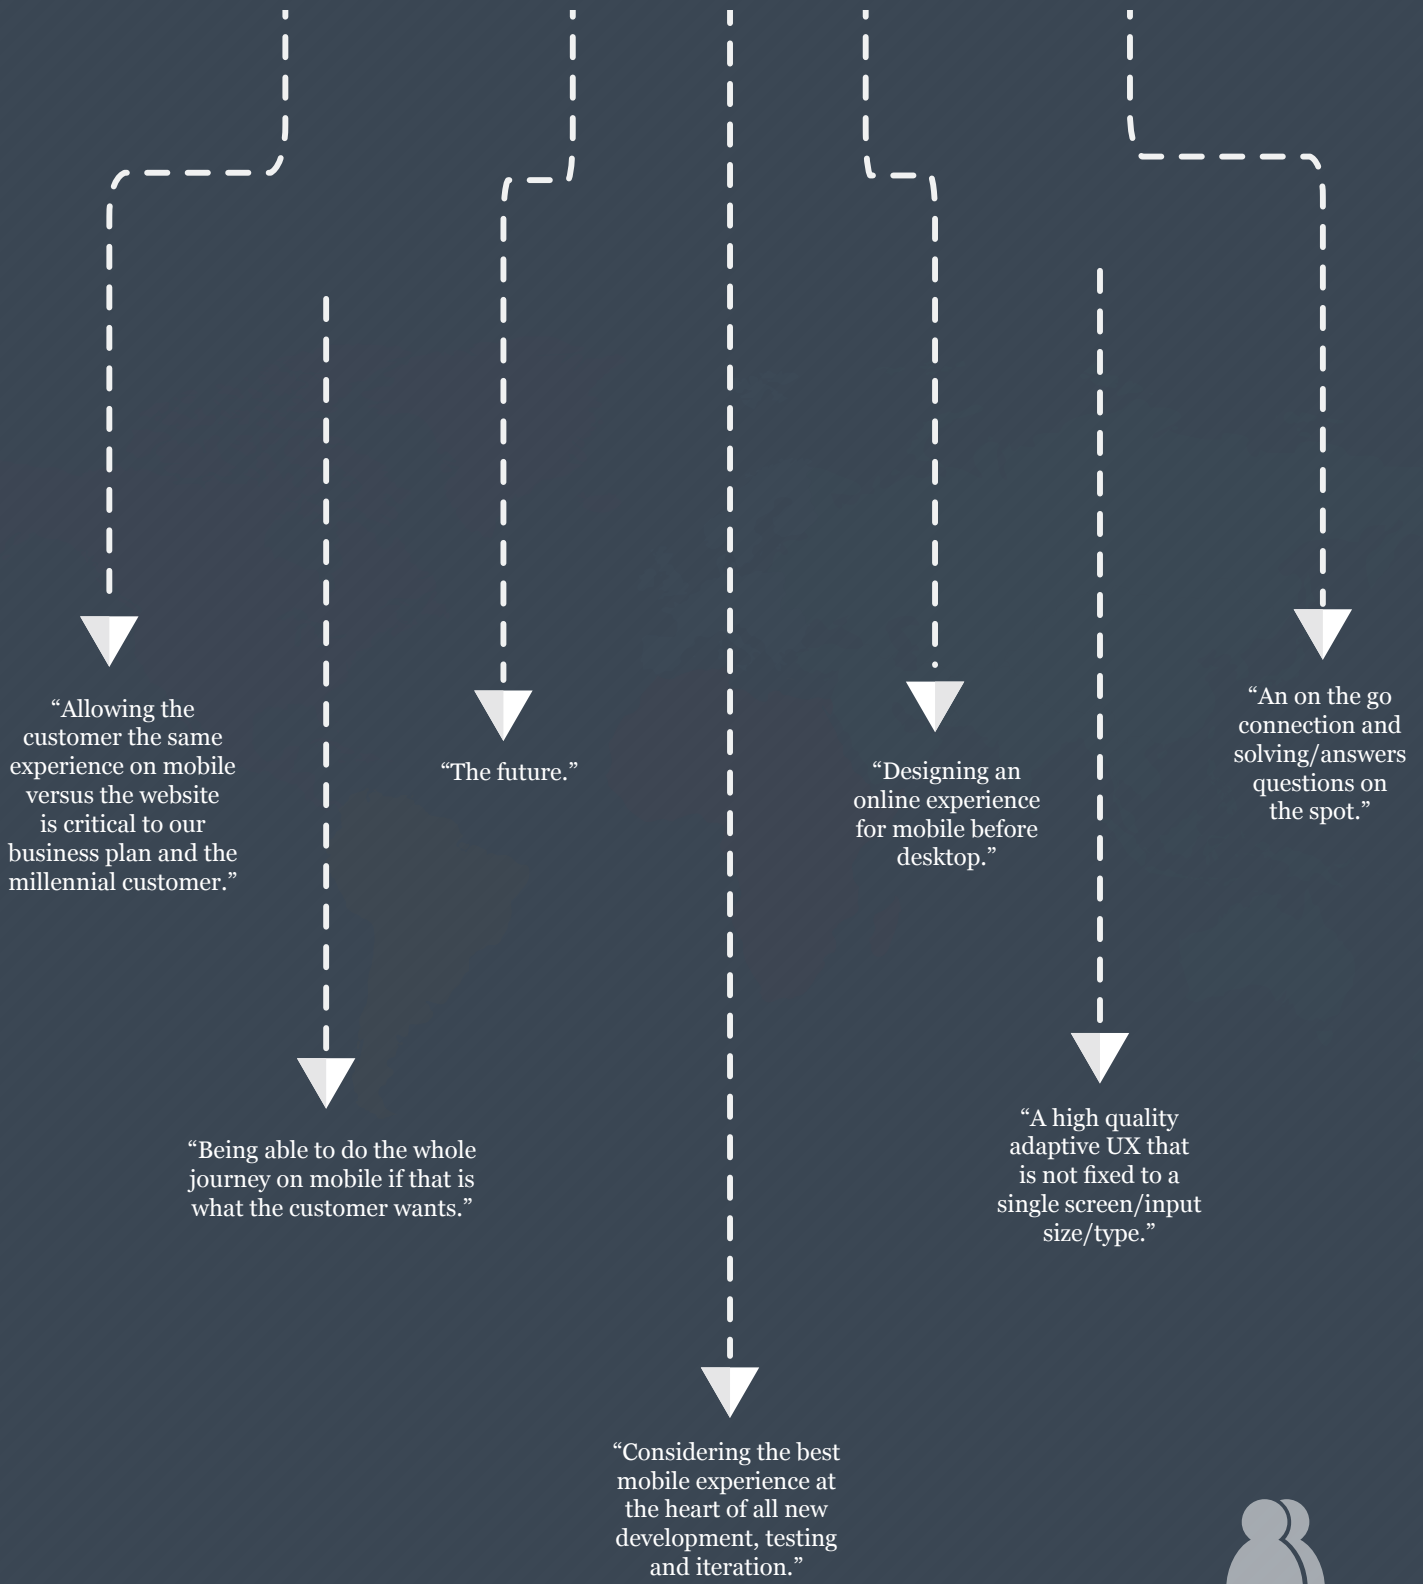 “Allowing the
customer the same
experience on mobile
versus the website
is critical to our
business plan and the
millennial customer.”
“Being able to do the whole
journey on mobile if that is
what the customer wants.”
“The future.”
“Considering the best
mobile experience at
the heart of all new
development, testing
and iteration.”
“Designing an
online experience
for mobile before
desktop.”
“A high quality
adaptive UX that
is not fixed to a
single screen/input
size/type.”
“An on the go
connection and
solving/answers
questions on
the spot.”